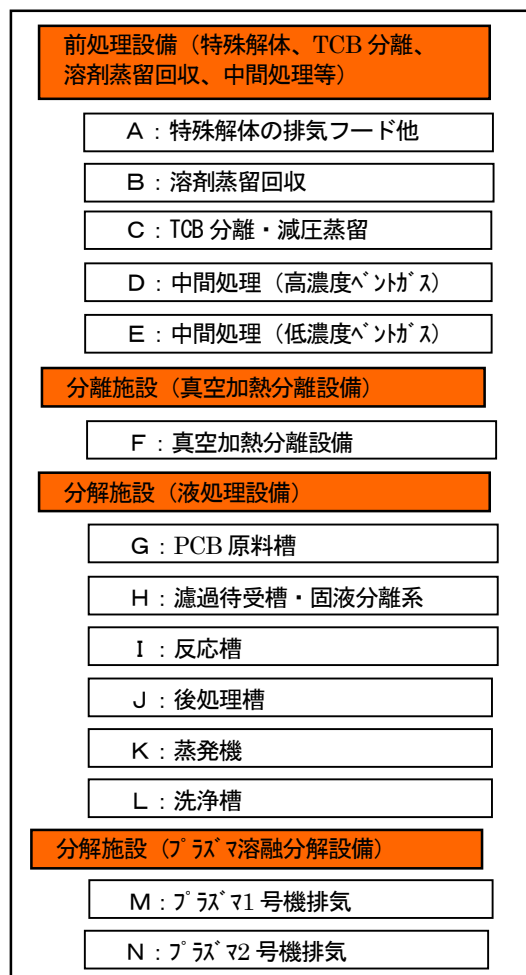 前処理設備（特殊解体、TCB 分離、
溶剤蒸留回収、中間処理等）
Ａ：特殊解体の排気フード他
Ｂ：溶剤蒸留回収
Ｃ：TCB 分離・減圧蒸留
Ｄ：中間処理（高濃度ﾍﾞﾝﾄｶﾞｽ）
Ｅ：中間処理（低濃度ﾍﾞﾝﾄｶﾞｽ）
分離施設（真空加熱分離設備）
Ｆ：真空加熱分離設備
分解施設（液処理設備）
Ｇ：PCB 原料槽
Ｈ：濾過待受槽・固液分離系
Ｉ：反応槽
Ｊ：後処理槽
Ｋ：蒸発機
Ｌ：洗浄槽
分解施設（ﾌﾟﾗｽﾞﾏ溶融分解設備）
Ｍ：ﾌﾟﾗｽﾞﾏ1 号機排気
Ｎ：ﾌﾟﾗｽﾞﾏ2 号機排気